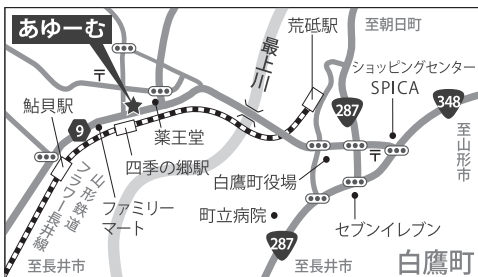 あゆーむ
荒砥駅
至朝日町
最上川
〒
ショッピングセンター
SPICA
鮎貝駅
287
348
9
薬王堂
四季の郷駅
山形鉄道
フラワー長井線
ファミリー
マート
白鷹町役場
〒
至山形市
町立病院
セブンイレブン
287
至長井市
至長井市
白鷹町